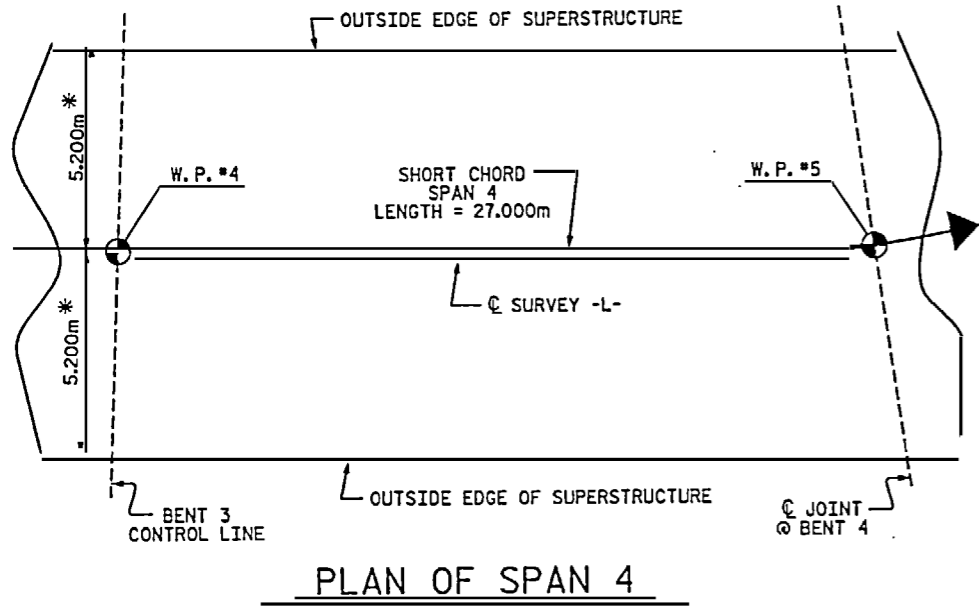 OUTSIDE EDGE OF SUPERSTRUCTURE
5.200m *
W.P. #4
SHORT CHORD
SPAN 4
LENGTH = 27.000m
W.P. #5
℄ SURVEY -L-
5.200m *
OUTSIDE EDGE OF SUPERSTRUCTURE
BENT 3
CONTROL LINE
℄ JOINT
@ BENT 4
PLAN OF SPAN 4